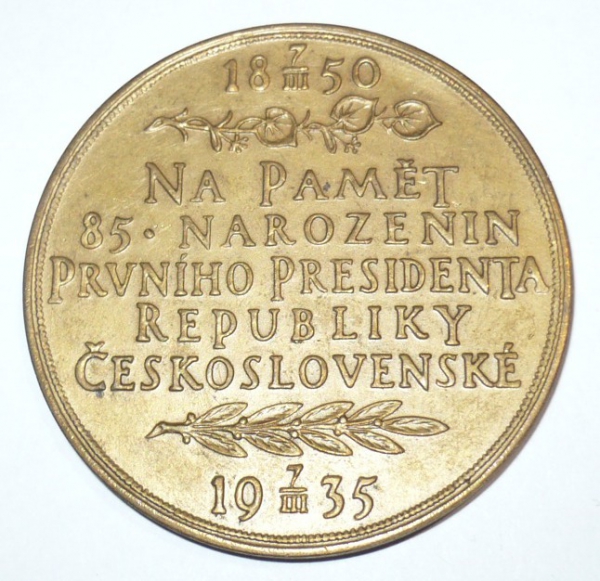 18 7/III 50
NA PAMĚT
85. NAROZENIN
PRVNÍHO PRESIDENTA
REPUBLIKY
ČESKOSLOVENSKÉ
19 7/III 35